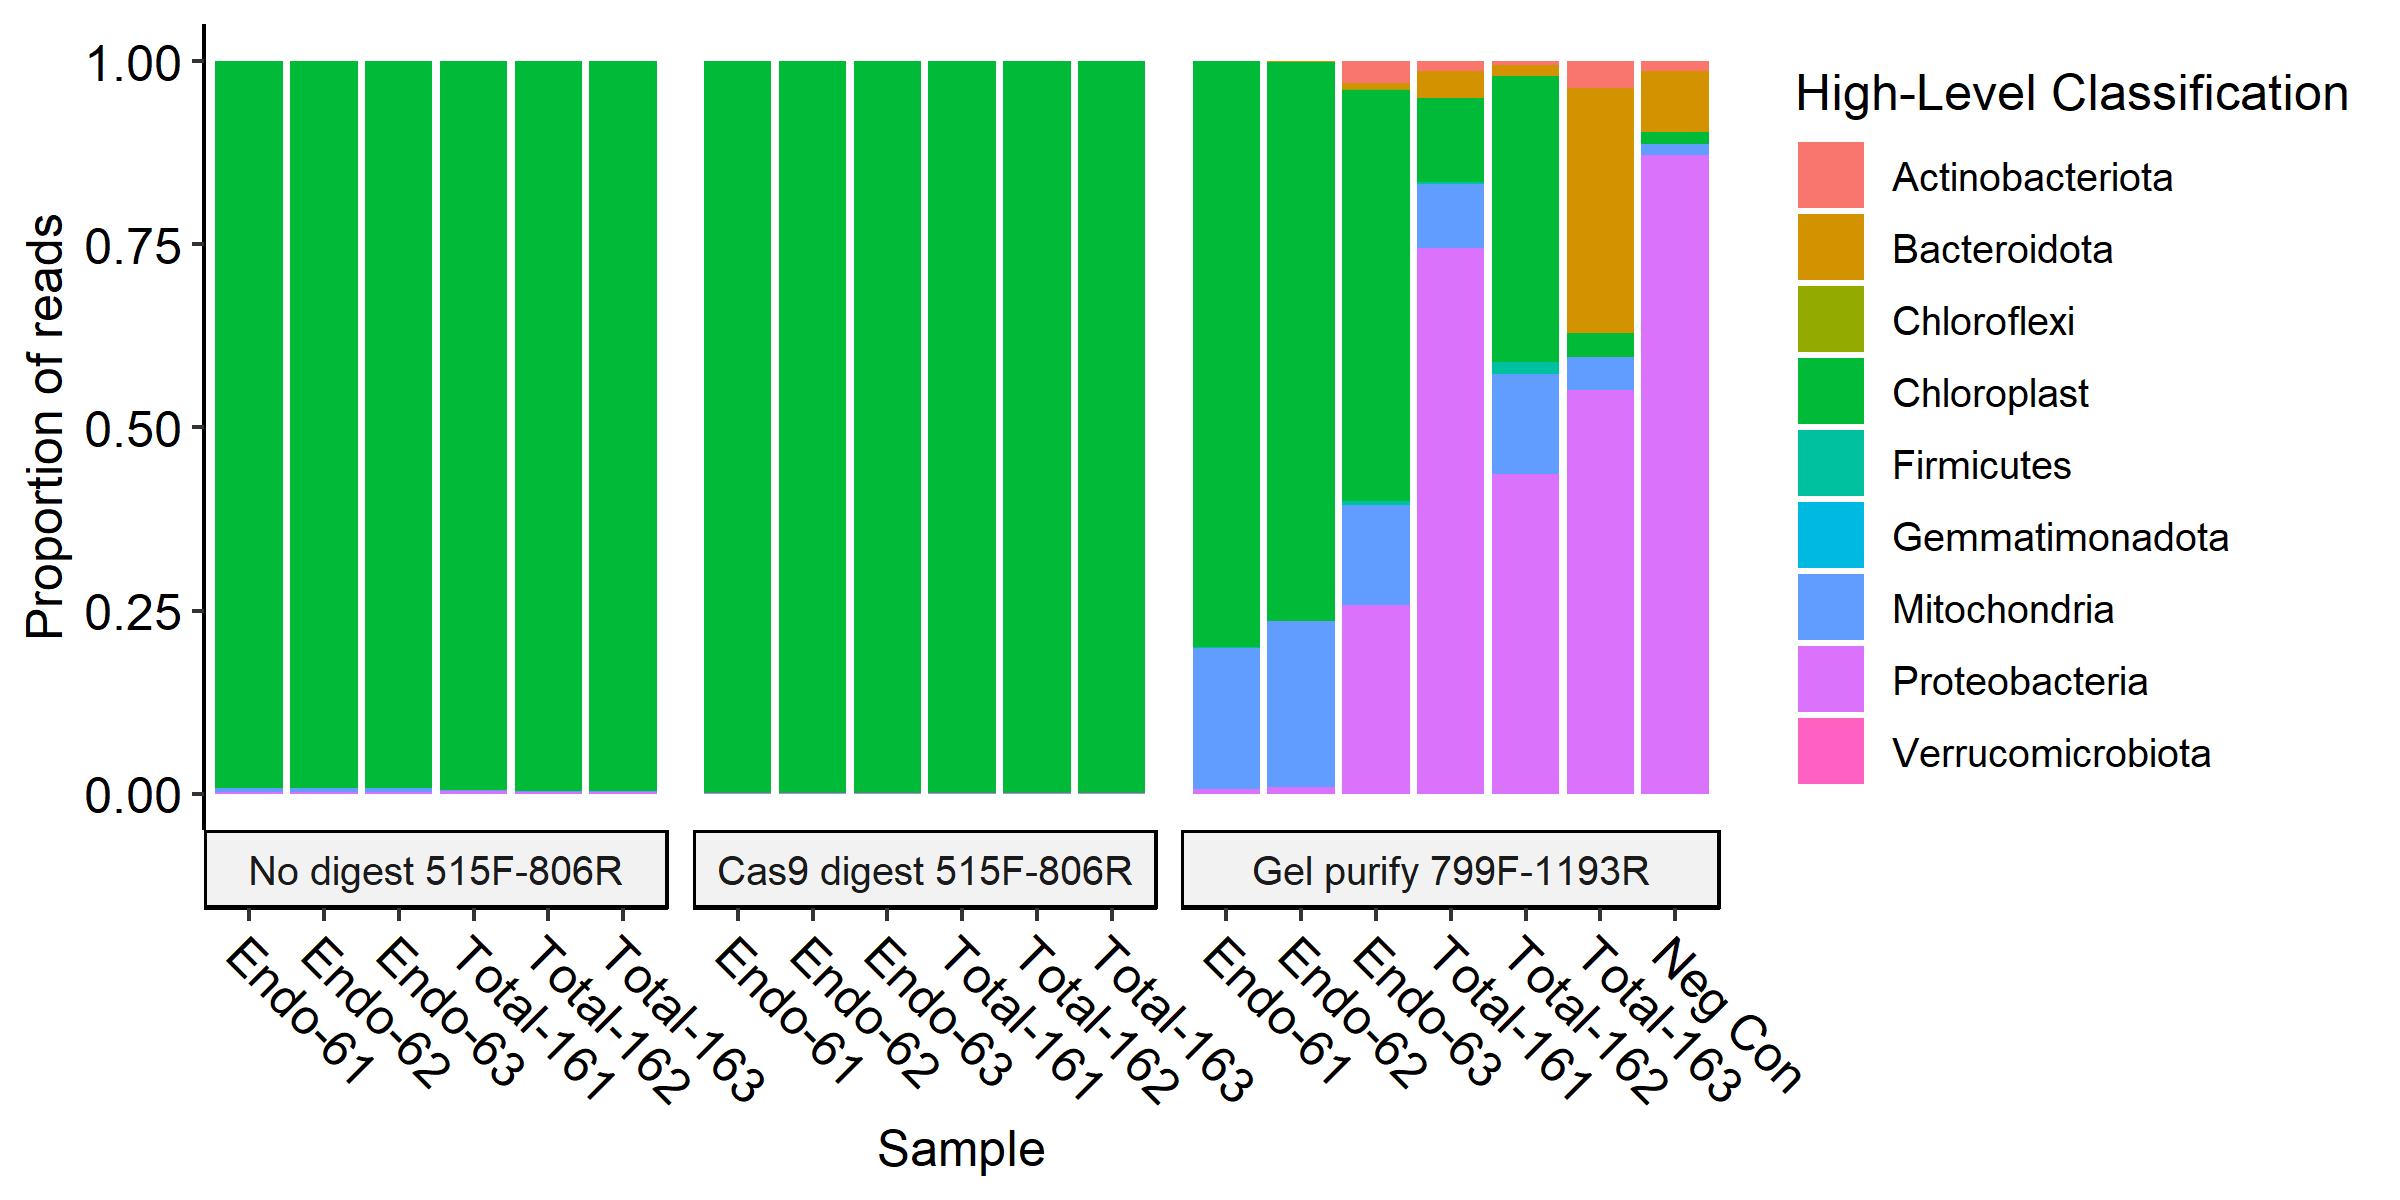 Proportion of reads
1.00
0.75
0.50
0.25
0.00
No digest 515F-806R
Cas9 digest 515F-806R
Gel purify 799F-1193R
Endo-61
Endo-62
Endo-63
Total-161
Total-162
Total-163
Endo-61
Endo-62
Endo-63
Total-161
Total-162
Total-163
Endo-61
Endo-62
Endo-63
Total-161
Total-162
Total-163
Neg Con
Sample
High-Level Classification
Actinobacteriota
Bacteroidota
Chloroflexi
Chloroplast
Firmicutes
Gemmatimonadota
Mitochondria
Proteobacteria
Verrucomicrobiota